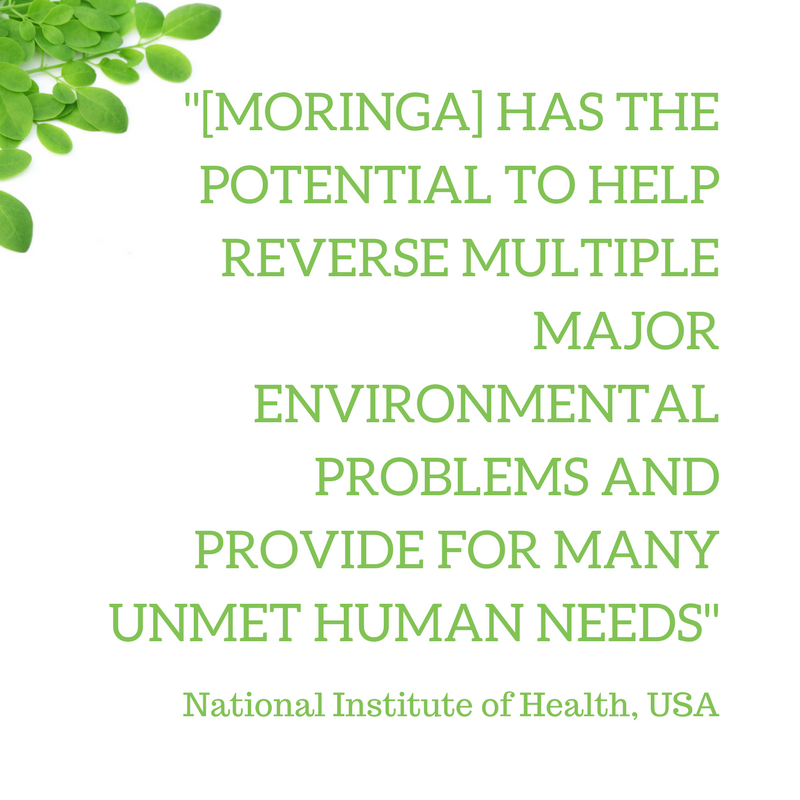 "[MORINGA] HAS THE
POTENTIAL TO HELP
REVERSE MULTIPLE
MAJOR
ENVIRONMENTAL
PROBLEMS AND
PROVIDE FOR MANY
UNMET HUMAN NEEDS"
National Institute of Health, USA